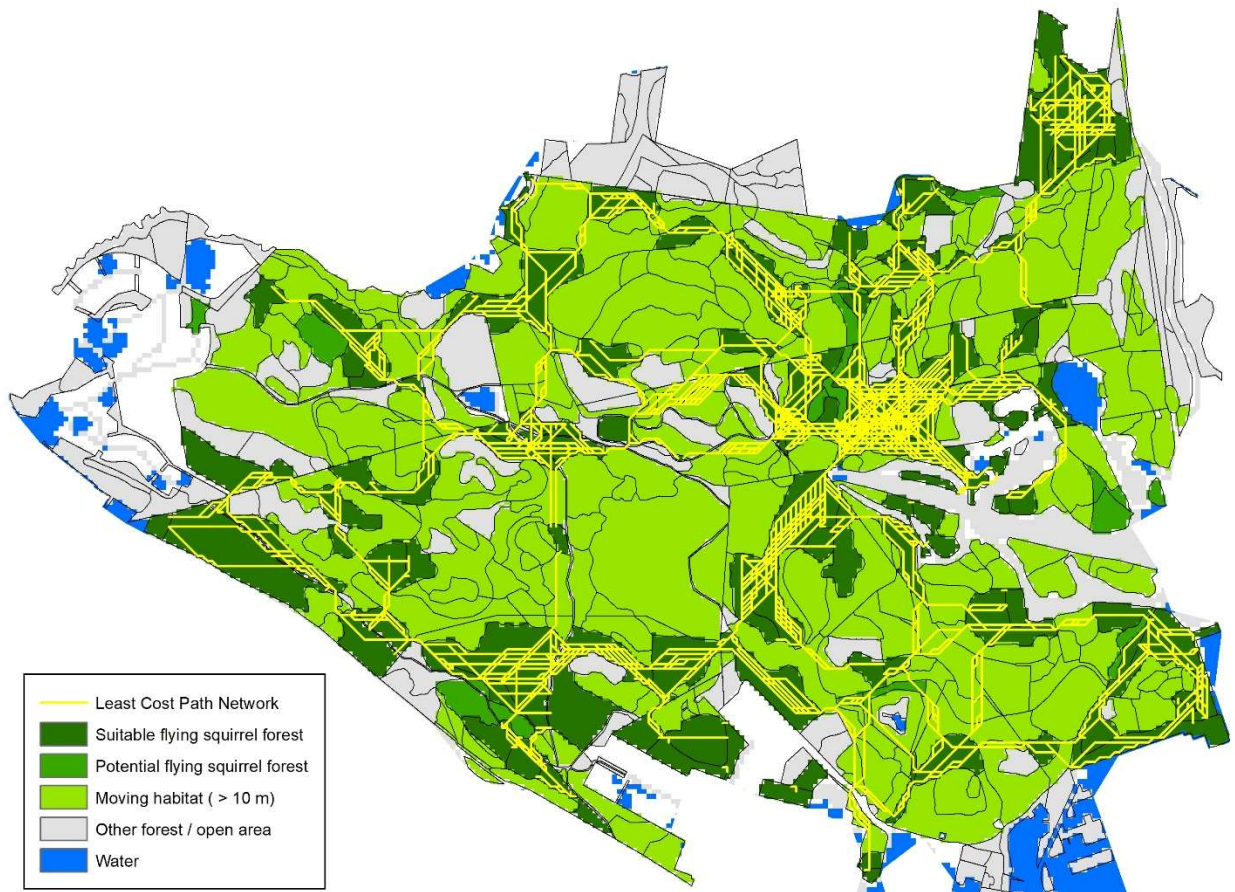 Least Cost Path Network
Suitable flying squirrel forest
Potential flying squirrel forest
Moving habitat ( > 10 m)
Other forest / open area
Water